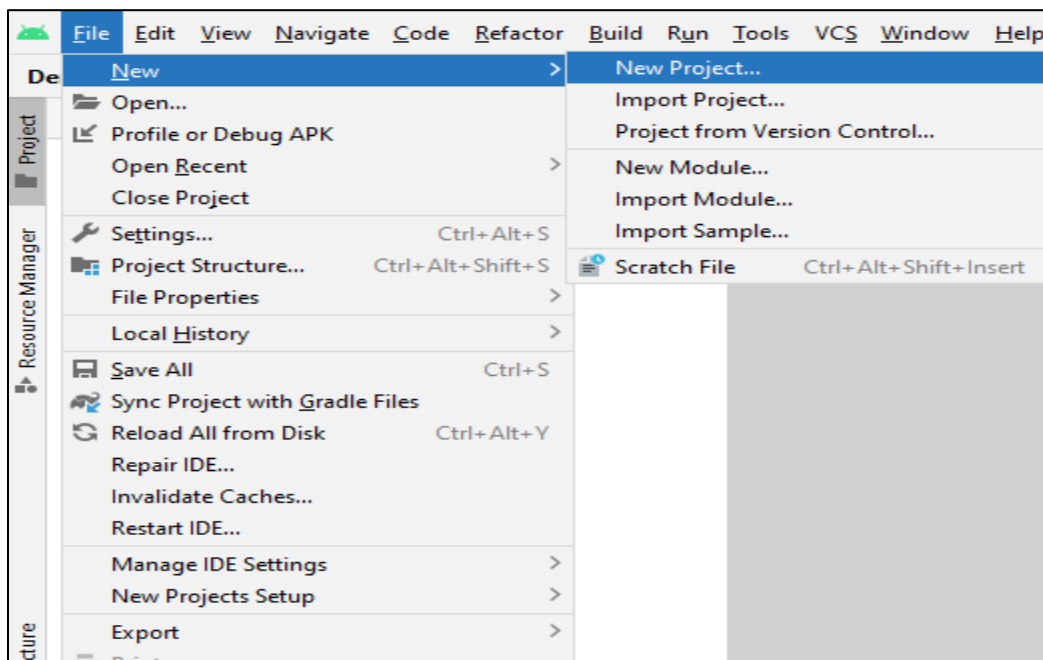 File Edit View Navigate Code Refactor Build Run Tools VCS Window Help
De
New >
Open...
Profile or Debug APK
Open Recent >
Close Project
Settings... Ctrl+Alt+S
Project Structure... Ctrl+Alt+Shift+S
File Properties >
Local History >
Save All Ctrl+S
Sync Project with Gradle Files
Reload All from Disk Ctrl+Alt+Y
Repair IDE...
Invalidate Caches...
Restart IDE...
Manage IDE Settings >
New Projects Setup >
Export >
New Project...
Import Project...
Project from Version Control...
New Module...
Import Module...
Import Sample...
Scratch File Ctrl+Alt+Shift+Insert
Project
Resource Manager
cture